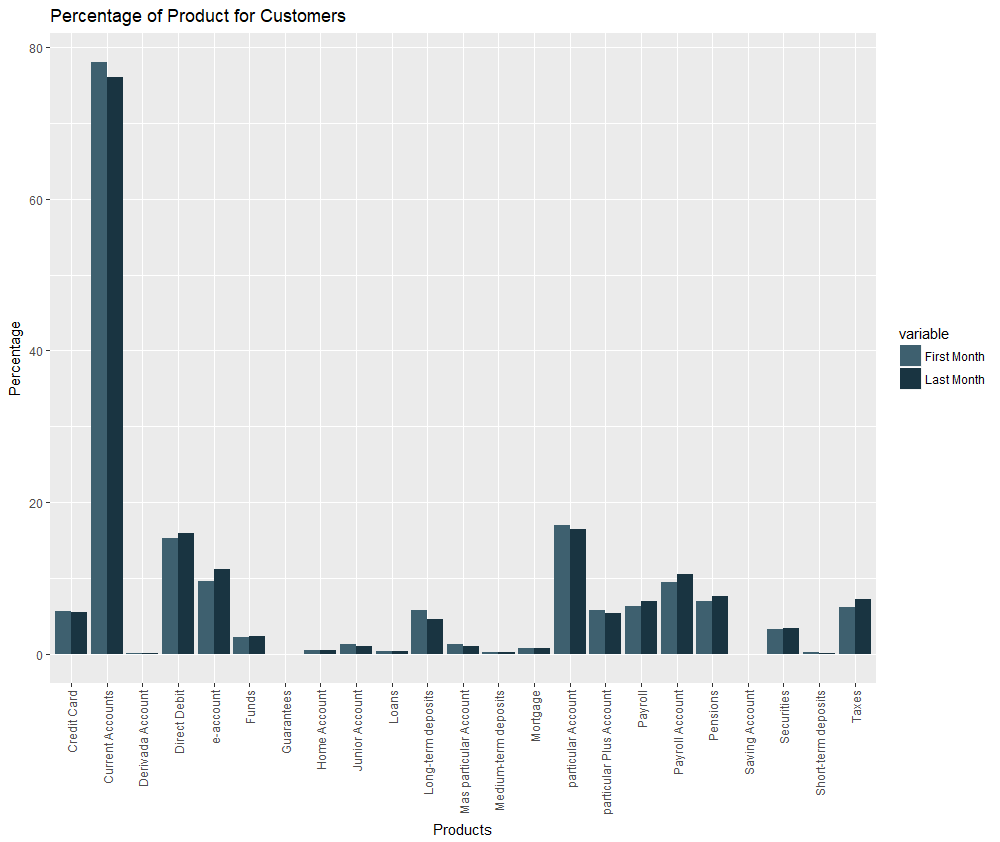 Percentage of Product for Customers
80
60
40
20
0
Percentage
Credit Card
Current Accounts
Derivada Account
Direct Debit
e-account
Funds
Guarantees
Home Account
Junior Account
Loans
Long-term deposits
Mas particular Account
Medium-term deposits
Mortgage
particular Account
particular Plus Account
Payroll
Payroll Account
Pensions
Saving Account
Securities
Short-term deposits
Taxes
Products
variable
First Month
Last Month